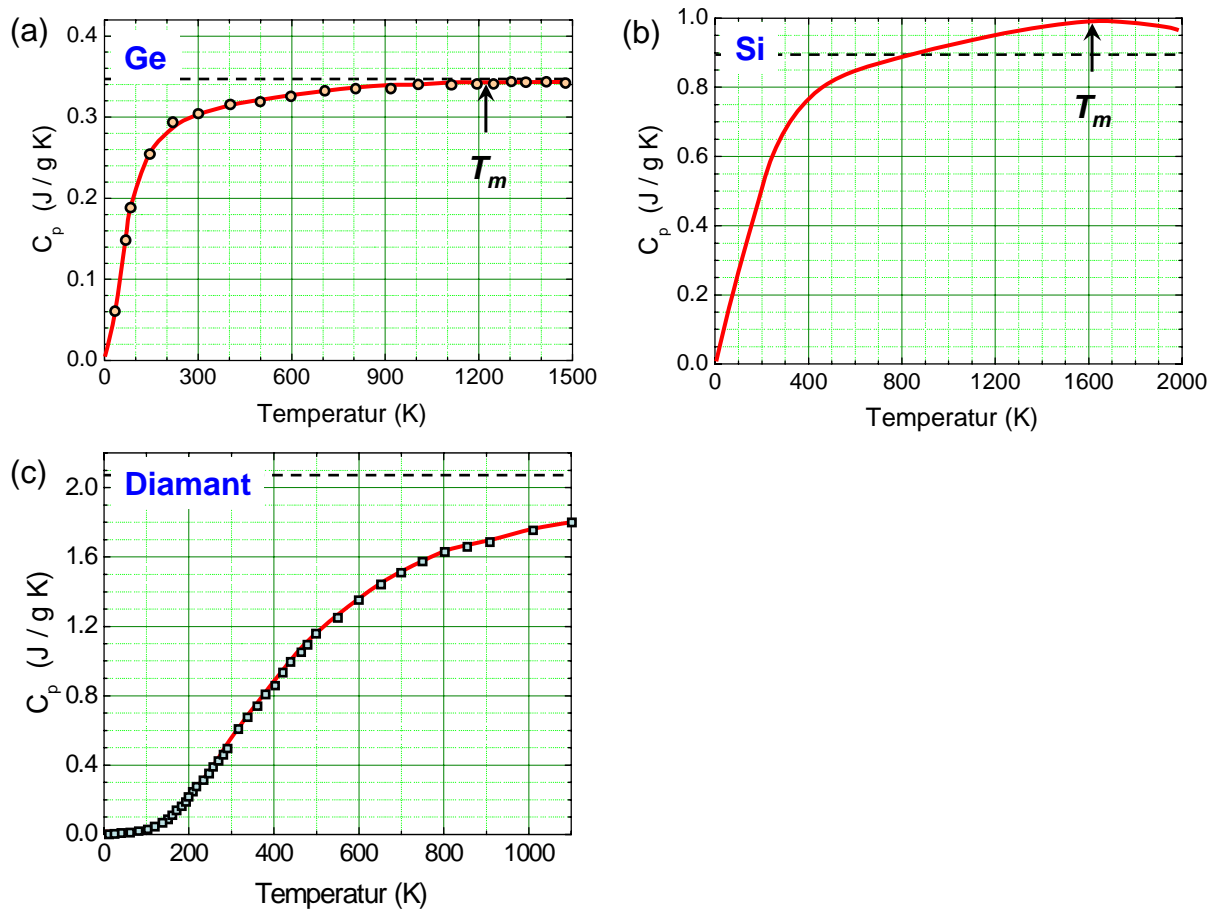 (a)
Ge
0.4
0.3
0.3
0.1
0.0
C_p (J / g K)
T_m
0 300 600 900 1200 1500
Temperatur (K)
(b)
Si
1.0
0.8
0.6
0.4
0.2
0.0
C_p (J / g K)
T_m
0 400 800 1200 1600 2000
Temperatur (K)
(c)
Diamant
2.0
1.6
1.2
0.8
0.4
0.0
C_p (J / g K)
0 200 400 600 800 1000
Temperatur (K)